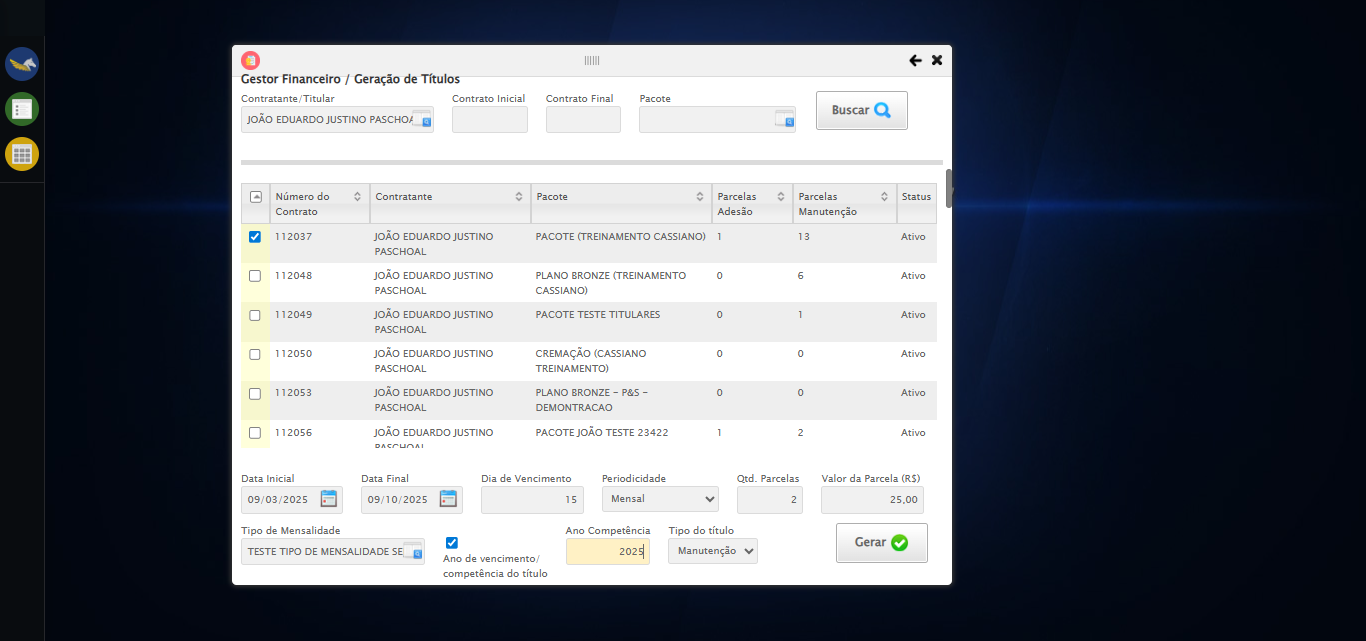 Gestor Financeiro / Geração de Títulos
Contratante/Titular Contrato Inicial Contrato Final Pacote
JOÃO EDUARDO JUSTINO PASCHOA Buscar
Número do Contrato Contratante Pacote Parcelas Adesão Parcelas Manutenção Status
112037 JOÃO EDUARDO JUSTINO PASCHOAL PACOTE (TREINAMENTO CASSIANO) 1 13 Ativo
112048 JOÃO EDUARDO JUSTINO PASCHOAL PLANO BRONZE (TREINAMENTO CASSIANO) 0 6 Ativo
112049 JOÃO EDUARDO JUSTINO PASCHOAL PACOTE TESTE TITULARES 0 1 Ativo
112050 JOÃO EDUARDO JUSTINO PASCHOAL CREMAÇÃO (CASSIANO TREINAMENTO) 0 0 Ativo
112053 JOÃO EDUARDO JUSTINO PASCHOAL PLANO BRONZE - P&S - DEMONTRACAO 0 0 Ativo
112056 JOÃO EDUARDO JUSTINO PASCHOAL PACOTE JOÃO TESTE 23422 1 2 Ativo
Data Inicial Data Final Dia de Vencimento Periodicidade Qtd. Parcelas Valor da Parcela (R$)
09/03/2025 09/10/2025 15 Mensal 2 25,00
Tipo de Mensalidade Ano Competência Tipo do título
TESTE TIPO DE MENSALIDADE SE Ano de vencimento/ competência do título 2025 Manutenção Gerar